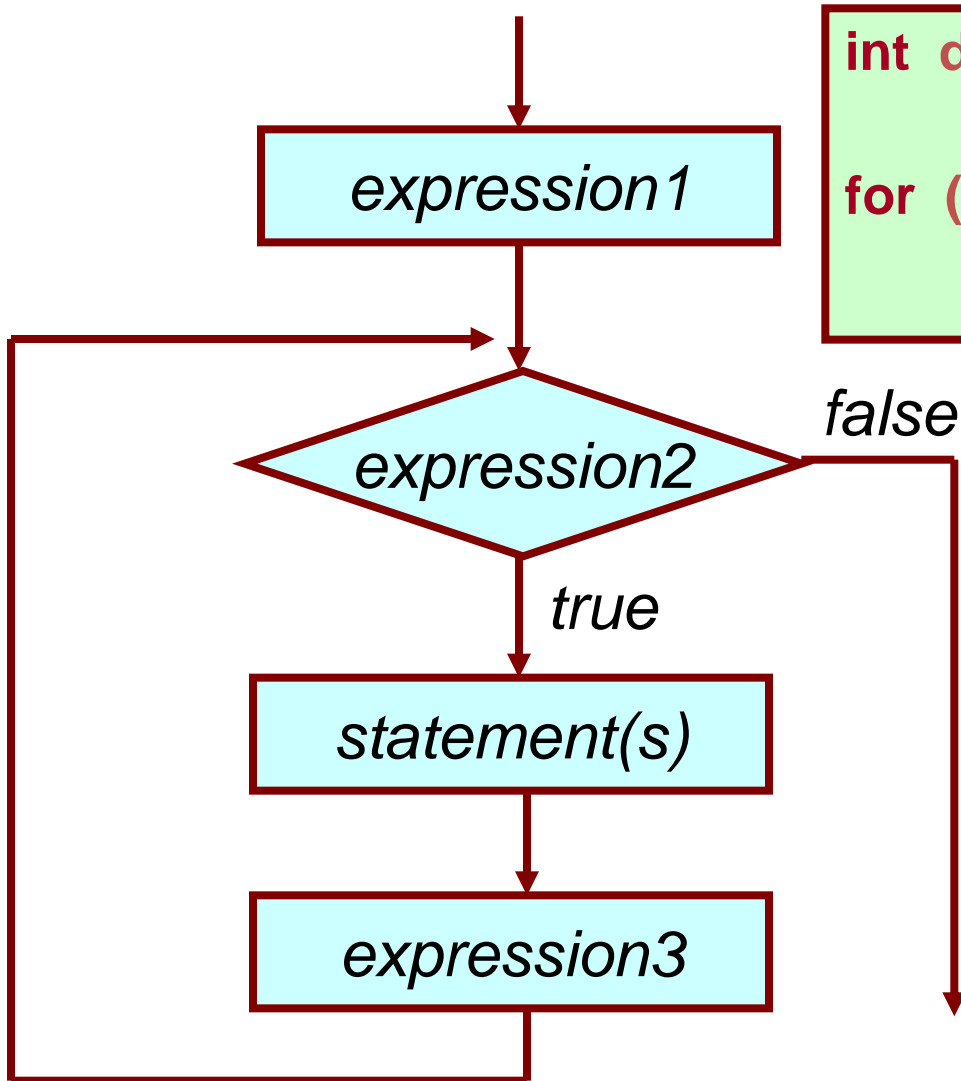 expression1
int
for (
expression2
false
true
statement(s)
expression3